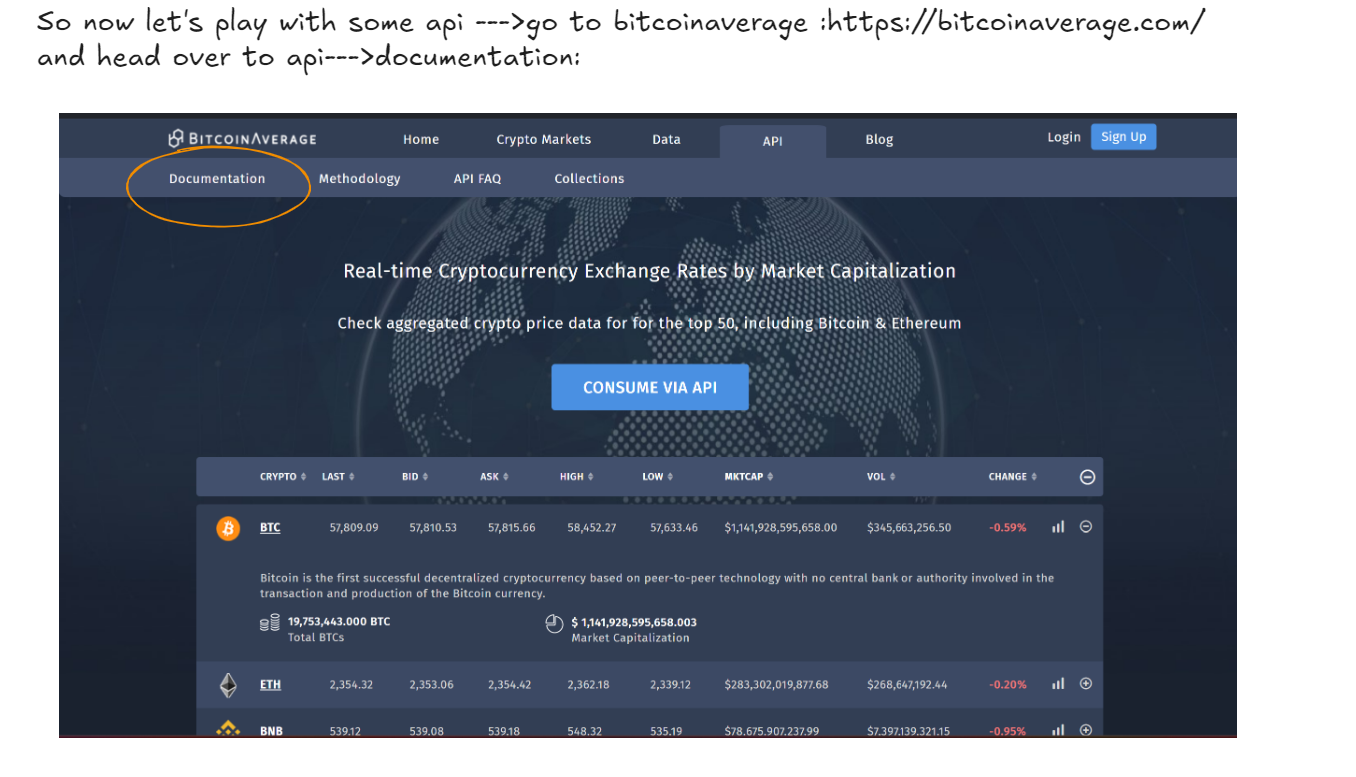 So now let's play with some api --->go to bitcoinaverage :https://bitcoinaverage.com/
and head over to api--->documentation:
BITCOINAVERAGE Home Crypto Markets Data API Blog Login Sign Up
Documentation Methodology API FAQ Collections
Real-time Cryptocurrency Exchange Rates by Market Capitalization
Check aggregated crypto price data for for the top 50, including Bitcoin & Ethereum
CONSUME VIA API
CRYPTO LAST BID ASK HIGH LOW MKTCAP VOL CHANGE
BTC 57,809.09 57,810.53 57,815.66 58,452.27 57,633.46 $1,141,928,595,658.00 $345,663,256.50 -0.59%
Bitcoin is the first successful decentralized cryptocurrency based on peer-to-peer technology with no central bank or authority involved in the
transaction and production of the Bitcoin currency.
19,753,443.000 BTC $ 1,141,928,595,658.003
Total BTCs Market Capitalization
ETH 2,354.32 2,353.06 2,354.42 2,362.18 2,339.12 $283,302,019,877.68 $268,647,192.44 -0.20%
BNB 539.12 539.08 539.18 548.32 535.19 $78,675,907,237.99 $7,397,139,321.15 -0.95%